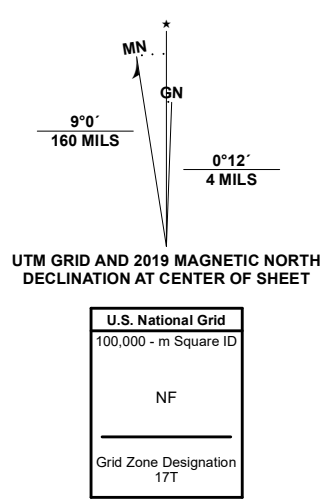 MN
GN
9°0´
160 MILS
0°12´
4 MILS
UTM GRID AND 2019 MAGNETIC NORTH
DECLINATION AT CENTER OF SHEET
U.S. National Grid
100,000 - m Square ID
NF
Grid Zone Designation
17T